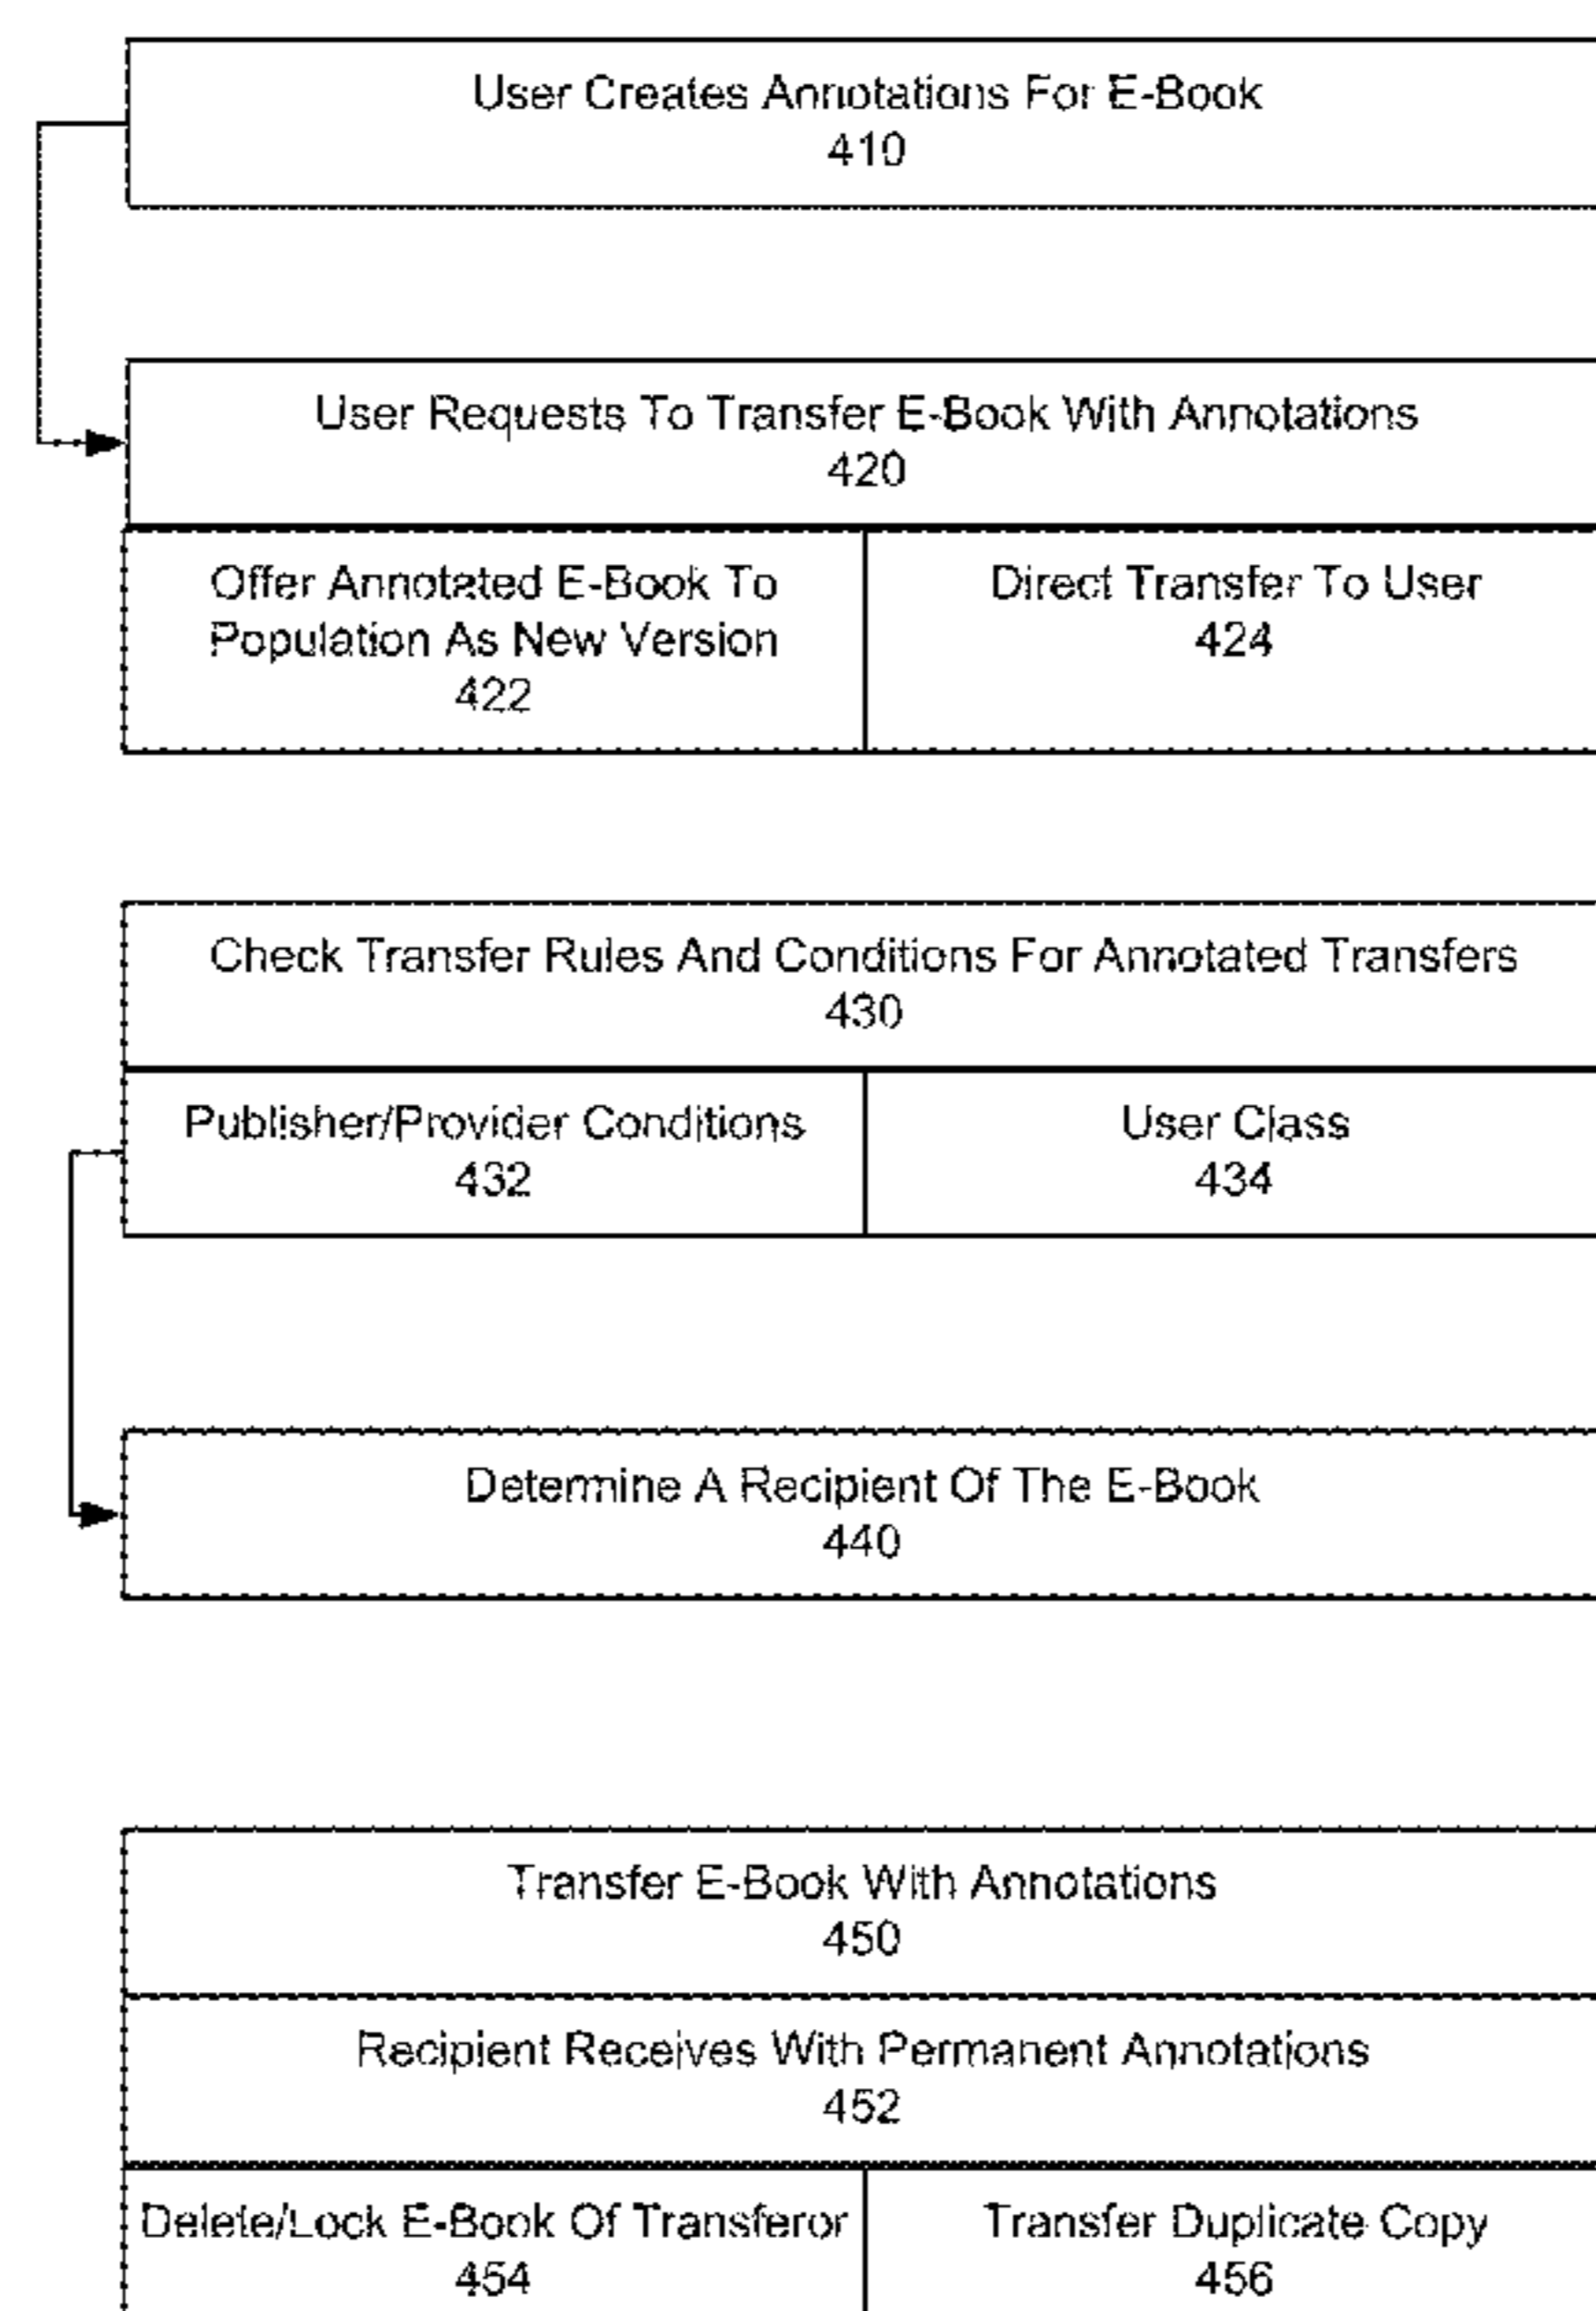 User Creates Annotations For E-Book
410
User Requests To Transfer E-Book With Annotations
420
Offer Annotated E-Book To
Population As New Version
422
Direct Transfer To User
424
Check Transfer Rules And Conditions For Annotated Transfers
430
Publisher/Provider Conditions
432
User Class
434
Determine A Recipient Of The E-Book
440
Transfer E-Book With Annotations
450
Recipient Receives With Permanent Annotations
452
Delete/Lock E-Book Of Transferor
454
Transfer Duplicate Copy
456